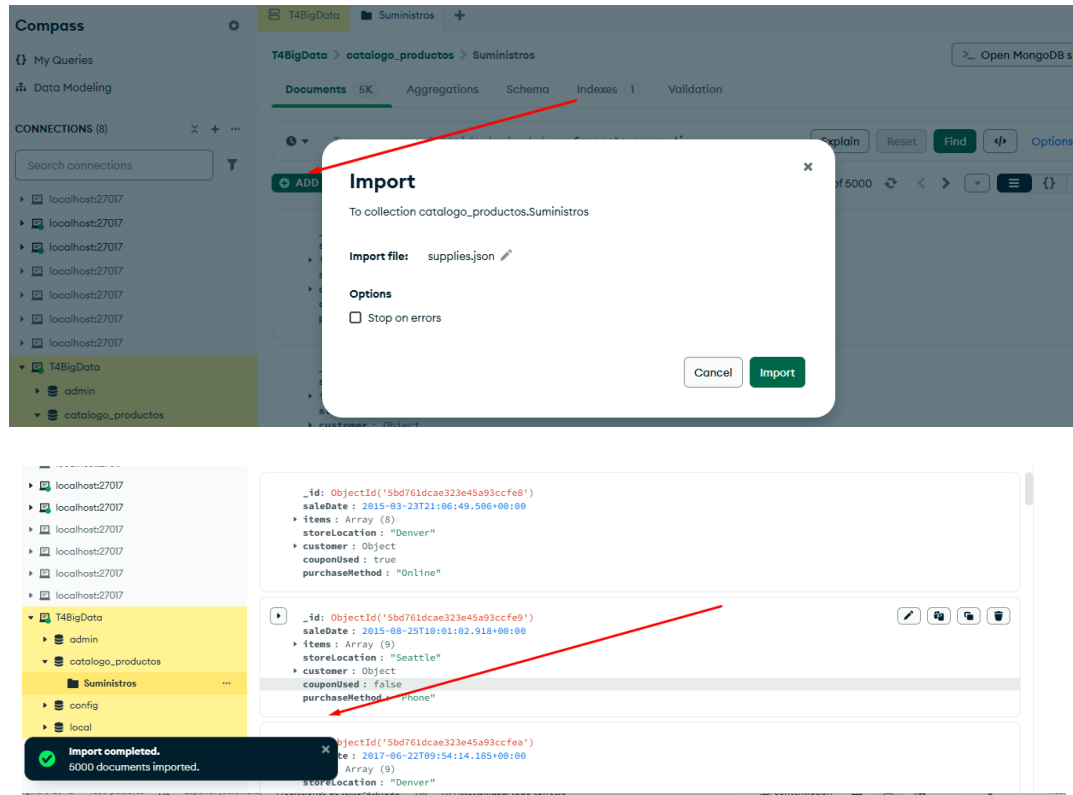 Compass
T4BigData Suministros
{} My Queries
Data Modeling
T4BigData > catalogo_productos > Suministros
>_ Open MongoDB s
Documents 5K Aggregations Schema Indexes 1 Validation
CONNECTIONS (8)
Search connections
Explain Reset Find </> Options
ADD
of 5000
{}
localhost:27017
localhost:27017
localhost:27017
localhost:27017
localhost:27017
localhost:27017
localhost:27017
T4BigData
admin
catalogo_productos
Import
To collection catalogo_productos.Suministros
Import file: supplies.json
Options
Stop on errors
Cancel Import
customer : Object
localhost:27017
localhost:27017
localhost:27017
localhost:27017
localhost:27017
localhost:27017
T4BigData
admin
catalogo_productos
Suministros
config
local
_id: ObjectId('5bd761dcae323e45a93ccfe8')
saleDate : 2015-03-23T21:06:49.506+00:00
items : Array (8)
storeLocation : "Denver"
customer : Object
couponUsed : true
purchaseMethod : "Online"
_id: ObjectId('5bd761dcae323e45a93ccfe9')
saleDate : 2015-08-25T10:01:02.918+00:00
items : Array (9)
storeLocation : "Seattle"
customer : Object
couponUsed : false
purchaseMethod : "Phone"
bjectId('5bd761dcae323e45a93ccfea')
te : 2017-06-22T09:54:14.185+00:00
Array (9)
storeLocation : "Denver"
Import completed.
5000 documents imported.